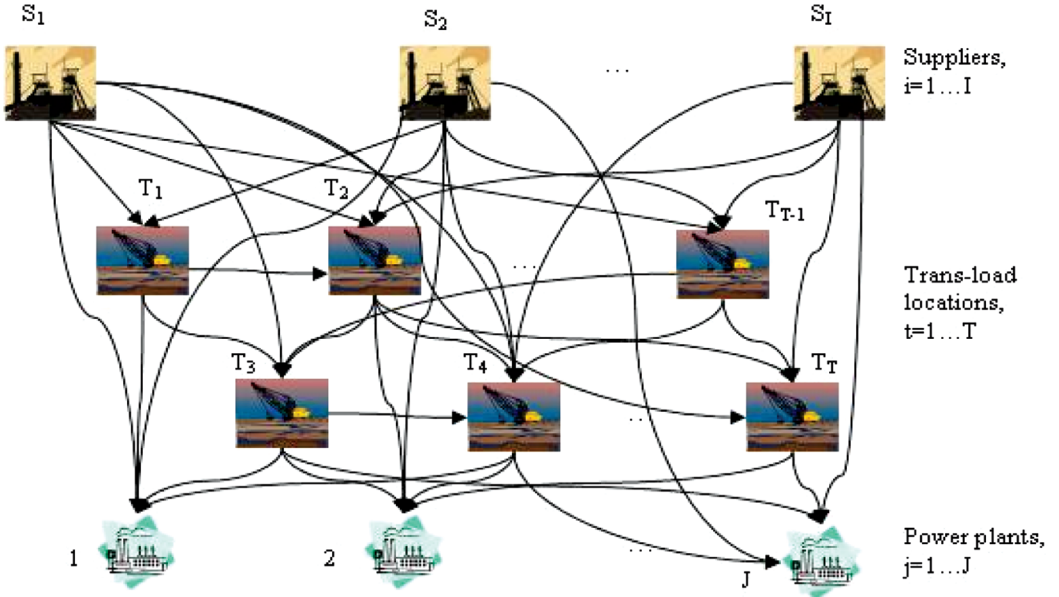 S1
S2
SI
...
Suppliers,
i=1...I
T1
T2
TT-1
...
Trans-load
locations,
t=1...T
T3
T4
TT
...
1
2
...
J
Power plants,
j=1...J